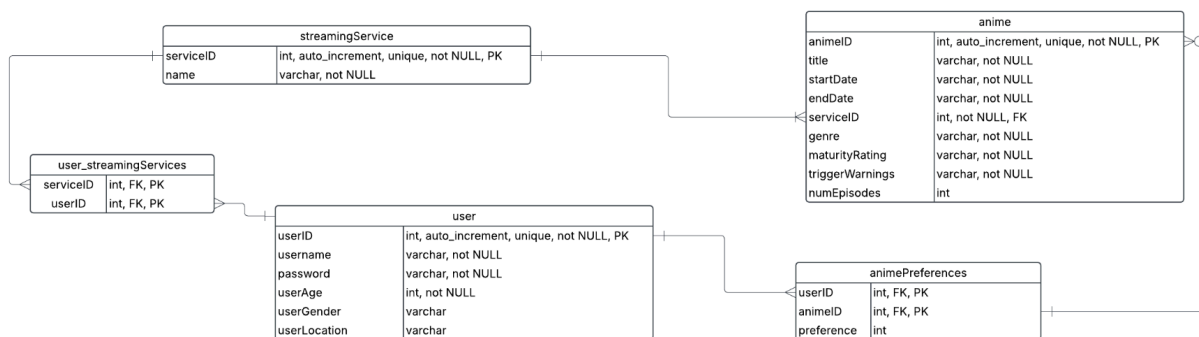 streamingService
serviceID int, auto_increment, unique, not NULL, PK
name varchar, not NULL
anime
animeID int, auto_increment, unique, not NULL, PK
title varchar, not NULL
startDate varchar, not NULL
endDate varchar, not NULL
serviceID int, not NULL, FK
genre varchar, not NULL
maturityRating varchar, not NULL
triggerWarnings varchar, not NULL
numEpisodes int
user_streamingServices
serviceID int, FK, PK
userID int, FK, PK
user
userID int, auto_increment, unique, not NULL, PK
username varchar, not NULL
password varchar, not NULL
userAge int, not NULL
userGender varchar
userLocation varchar
animePreferences
userID int, FK, PK
animeID int, FK, PK
preference int